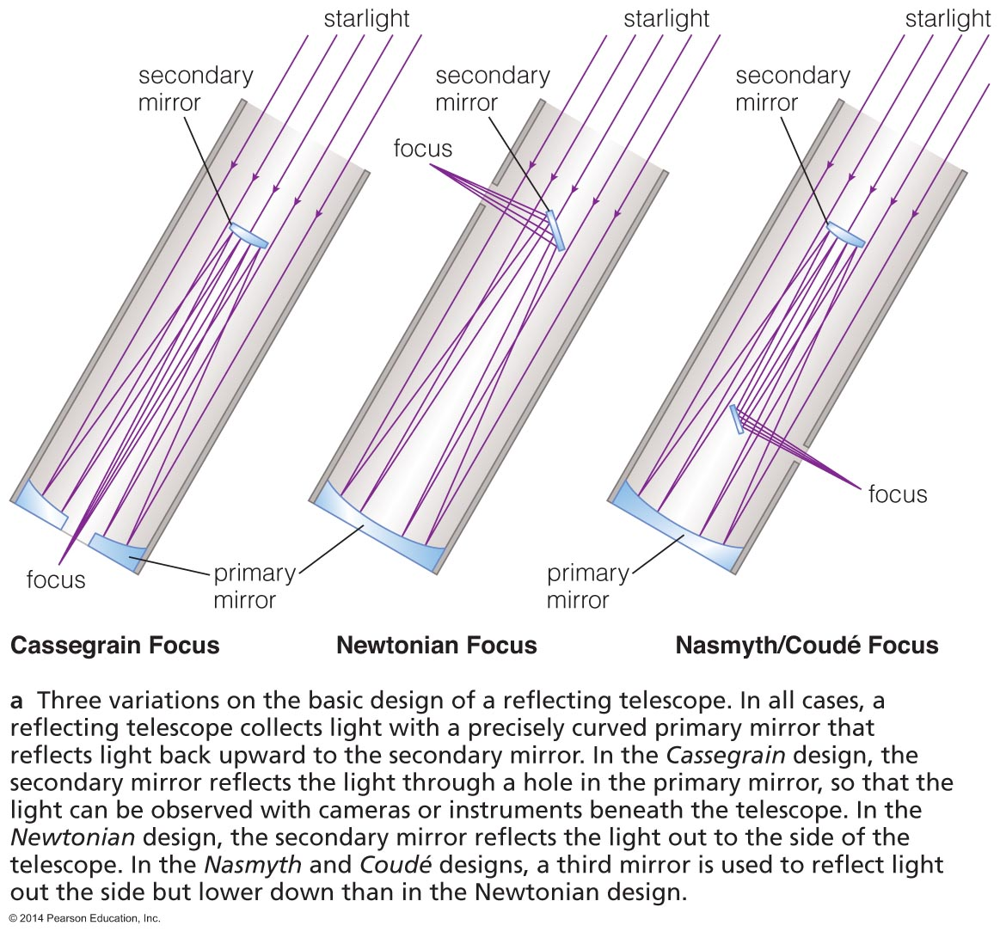 starlight
starlight
starlight
secondary
mirror
secondary
mirror
secondary
mirror
focus
focus
focus
primary
mirror
primary
mirror
Cassegrain Focus
Newtonian Focus
Nasmyth/Coudé Focus
a Three variations on the basic design of a reflecting telescope. In all cases, a
reflecting telescope collects light with a precisely curved primary mirror that
reflects light back upward to the secondary mirror. In the Cassegrain design, the
secondary mirror reflects the light through a hole in the primary mirror, so that the
light can be observed with cameras or instruments beneath the telescope. In the
Newtonian design, the secondary mirror reflects the light out to the side of the
telescope. In the Nasmyth and Coudé designs, a third mirror is used to reflect light
out the side but lower down than in the Newtonian design.
© 2014 Pearson Education, Inc.